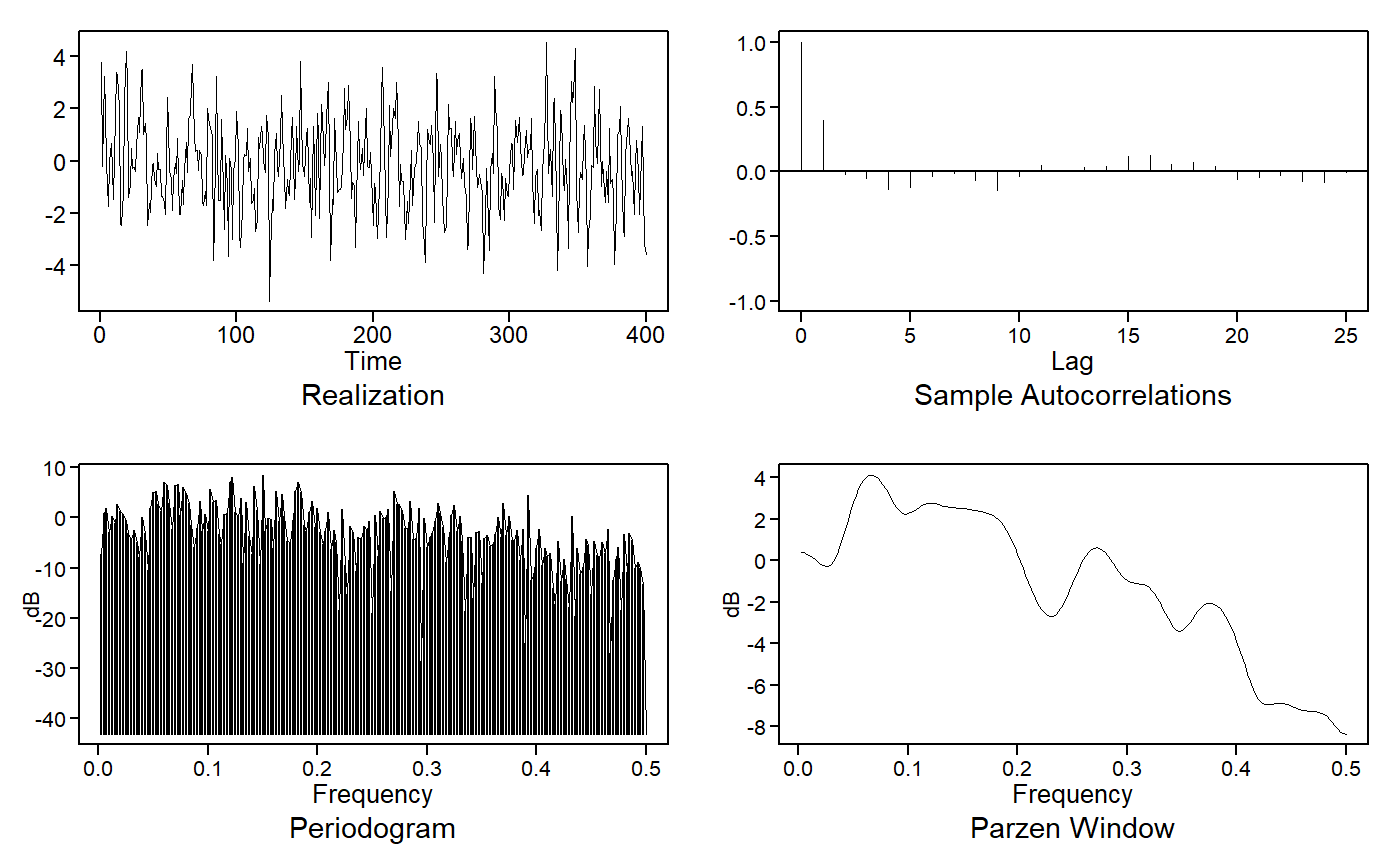 4
2
0
-2
-4
0 100 200 300 400
Time
Realization
1.0
0.5
0.0
-0.5
-1.0
0 5 10 15 20 25
Lag
Sample Autocorrelations
10
0
-10
-20
-30
-40
dB
0.0 0.1 0.2 0.3 0.4 0.5
Frequency
Periodogram
4
2
0
-2
-4
-6
-8
dB
0.0 0.1 0.2 0.3 0.4 0.5
Frequency
Parzen Window